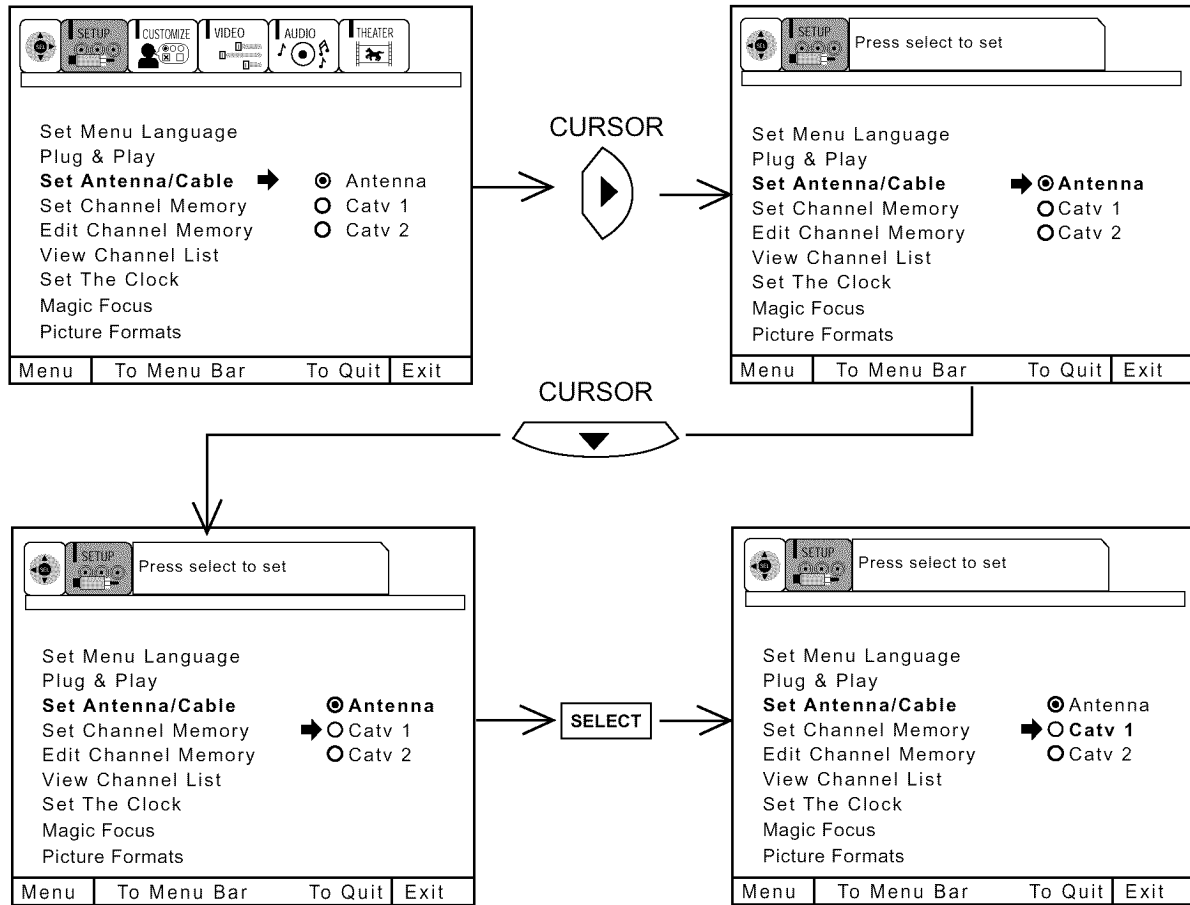 SEL SETUP CUSTOMIZE VIDEO AUDIO THEATER
Set Menu Language
Plug & Play
Set Antenna/Cable Antenna
Set Channel Memory Catv 1
Edit Channel Memory Catv 2
View Channel List
Set The Clock
Magic Focus
Picture Formats
Menu To Menu Bar To Quit Exit
CURSOR
SEL SETUP Press select to set
Set Menu Language
Plug & Play
Set Antenna/Cable Antenna
Set Channel Memory Catv 1
Edit Channel Memory Catv 2
View Channel List
Set The Clock
Magic Focus
Picture Formats
Menu To Menu Bar To Quit Exit
CURSOR
SEL SETUP Press select to set
Set Menu Language
Plug & Play
Set Antenna/Cable Antenna
Set Channel Memory Catv 1
Edit Channel Memory Catv 2
View Channel List
Set The Clock
Magic Focus
Picture Formats
Menu To Menu Bar To Quit Exit
SELECT
SEL SETUP Press select to set
Set Menu Language
Plug & Play
Set Antenna/Cable Antenna
Set Channel Memory Catv 1
Edit Channel Memory Catv 2
View Channel List
Set The Clock
Magic Focus
Picture Formats
Menu To Menu Bar To Quit Exit